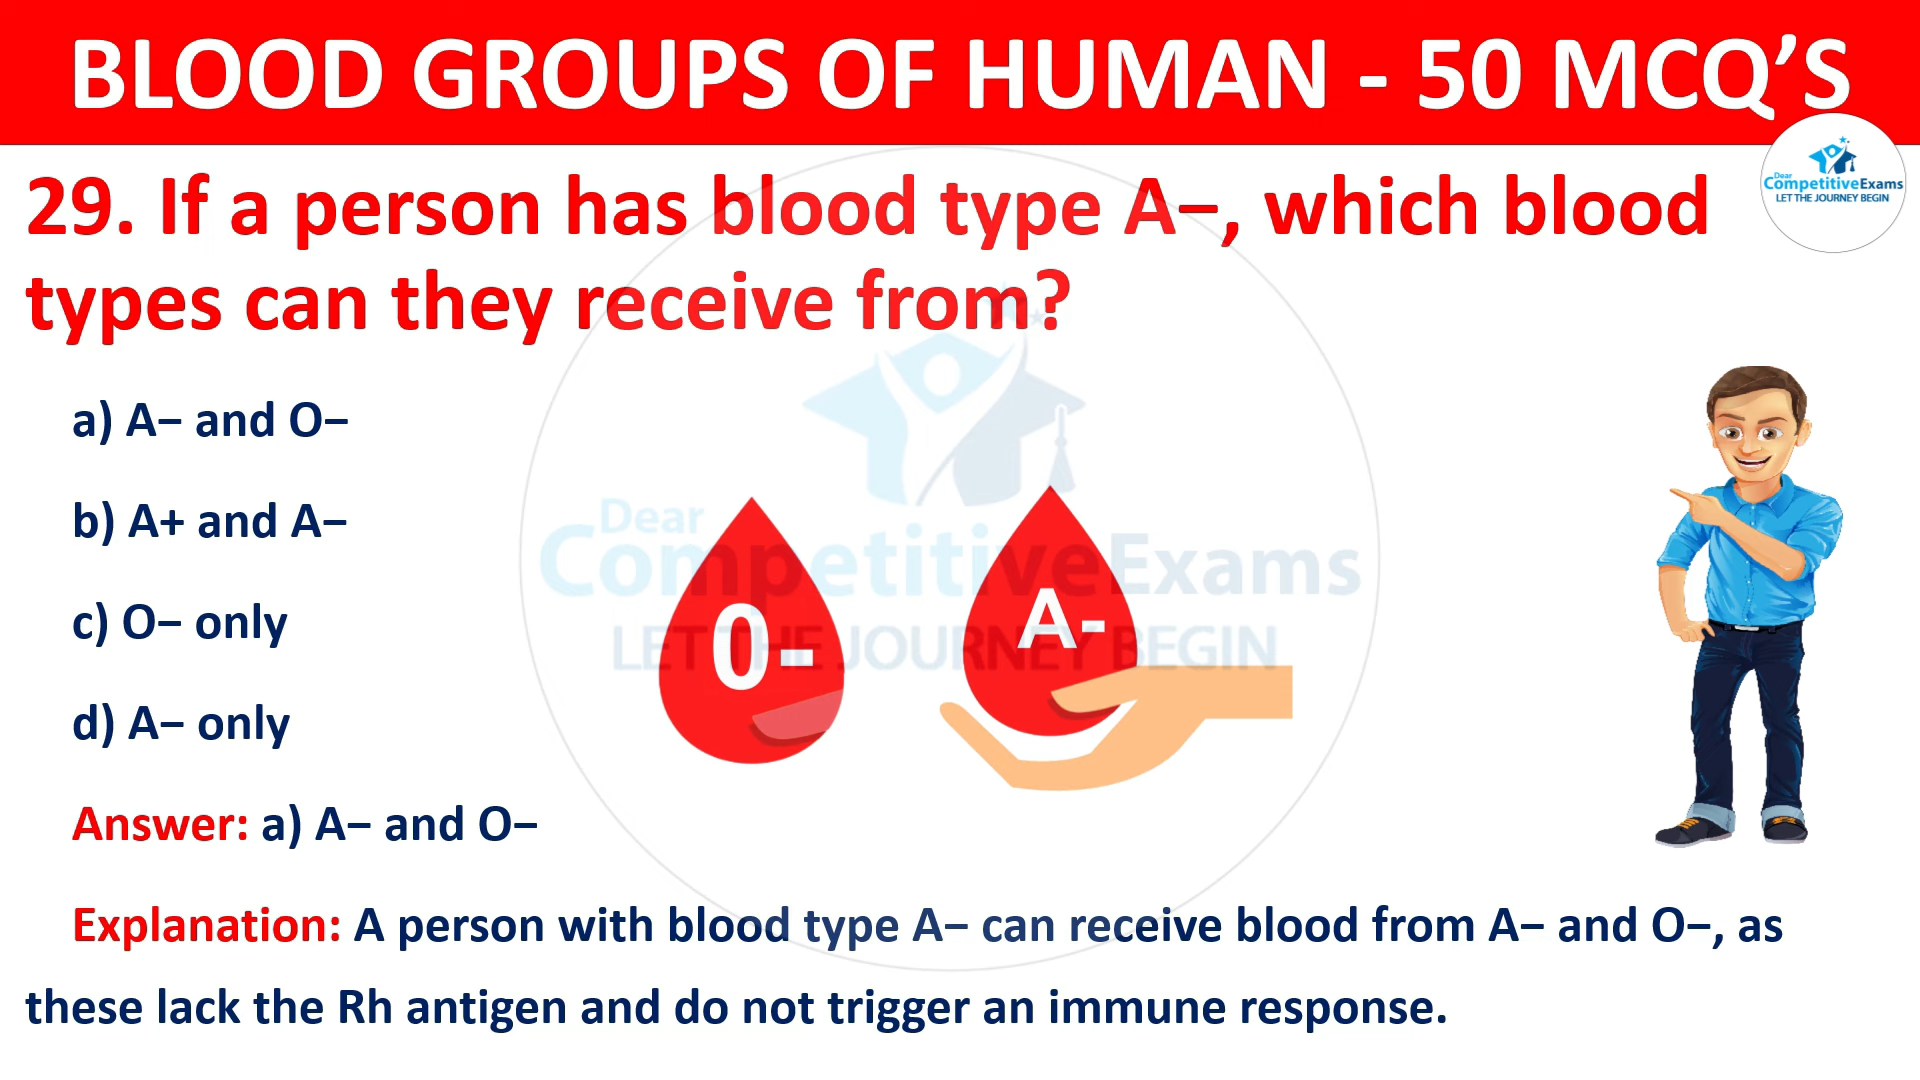 BLOOD GROUPS OF HUMAN - 50 MCQ’S
Dear
CompetitiveExams
LET THE JOURNEY BEGIN
29. If a person has blood type A−, which blood
types can they receive from?
a) A− and O−
b) A+ and A−
c) O− only
d) A− only
Dear
CompetitiveExams
LET THE JOURNEY BEGIN
0-
A-
Answer: a) A− and O−
Explanation: A person with blood type A− can receive blood from A− and O−, as
these lack the Rh antigen and do not trigger an immune response.